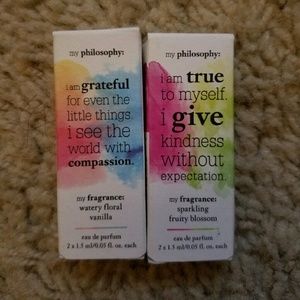 my philosophy:
i am grateful
for even the
little things.
i see the
world with
compassion.
my fragrance:
watery floral
vanilla
eau de parfum
2 x 1.5 ml/0.05 fl. oz. each
my philosophy:
i am true
to myself.
i give
kindness
without
expectation.
my fragrance:
sparkling
fruity blossom
eau de parfum
2 x 1.5 ml/0.05 fl. oz. each